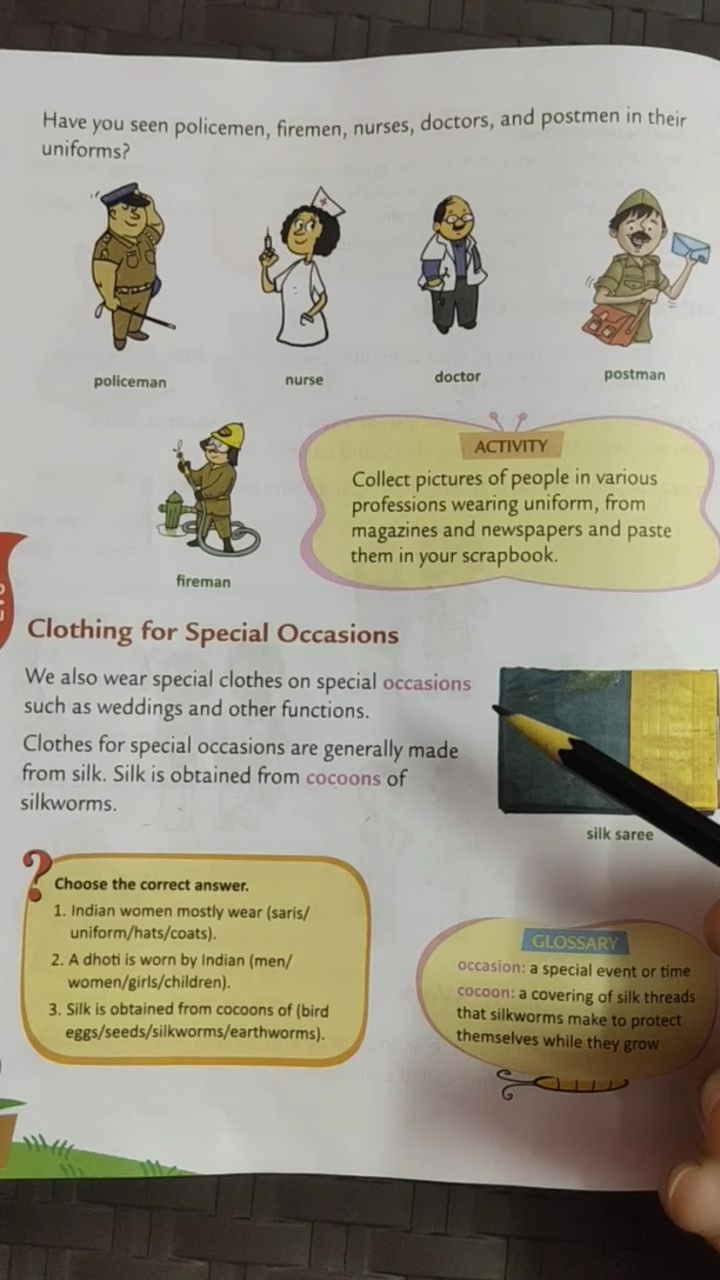 Have you seen policemen, firemen, nurses, doctors, and postmen in their
uniforms?
policeman
nurse
doctor
postman
fireman
ACTIVITY
Collect pictures of people in various
professions wearing uniform, from
magazines and newspapers and paste
them in your scrapbook.
Clothing for Special Occasions
We also wear special clothes on special occasions
such as weddings and other functions.
Clothes for special occasions are generally made
from silk. Silk is obtained from cocoons of
silkworms.
silk saree
? Choose the correct answer.
1. Indian women mostly wear (saris/
uniform/hats/coats).
2. A dhoti is worn by Indian (men/
women/girls/children).
3. Silk is obtained from cocoons of (bird
eggs/seeds/silkworms/earthworms).
GLOSSARY
occasion: a special event or time
cocoon: a covering of silk threads
that silkworms make to protect
themselves while they grow